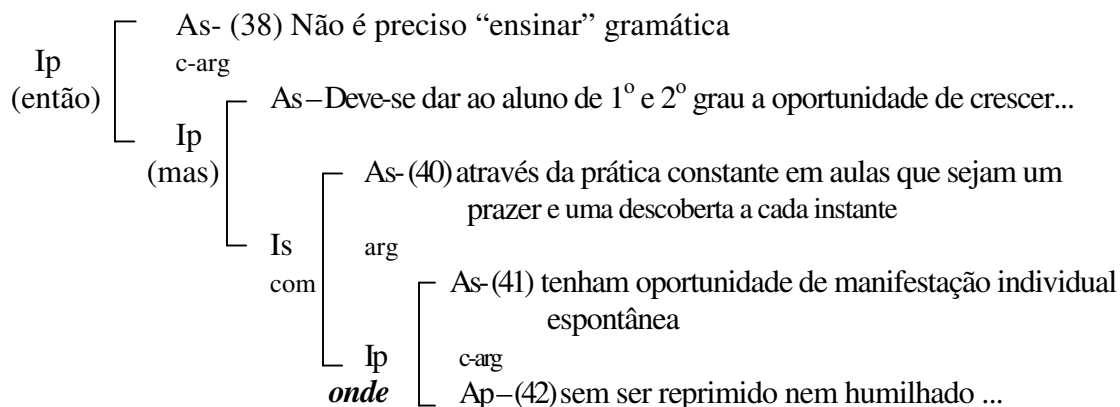 As- (38) Não é preciso “ensinar” gramática
Ip c-arg
(então) As–Deve-se dar ao aluno de 1º e 2º grau a oportunidade de crescer...
Ip
(mas) As- (40) através da prática constante em aulas que sejam um
prazer e uma descoberta a cada instante
Is arg
com As- (41) tenham oportunidade de manifestação individual
espontânea
Ip c-arg
onde Ap–(42) sem ser reprimido nem humilhado ...